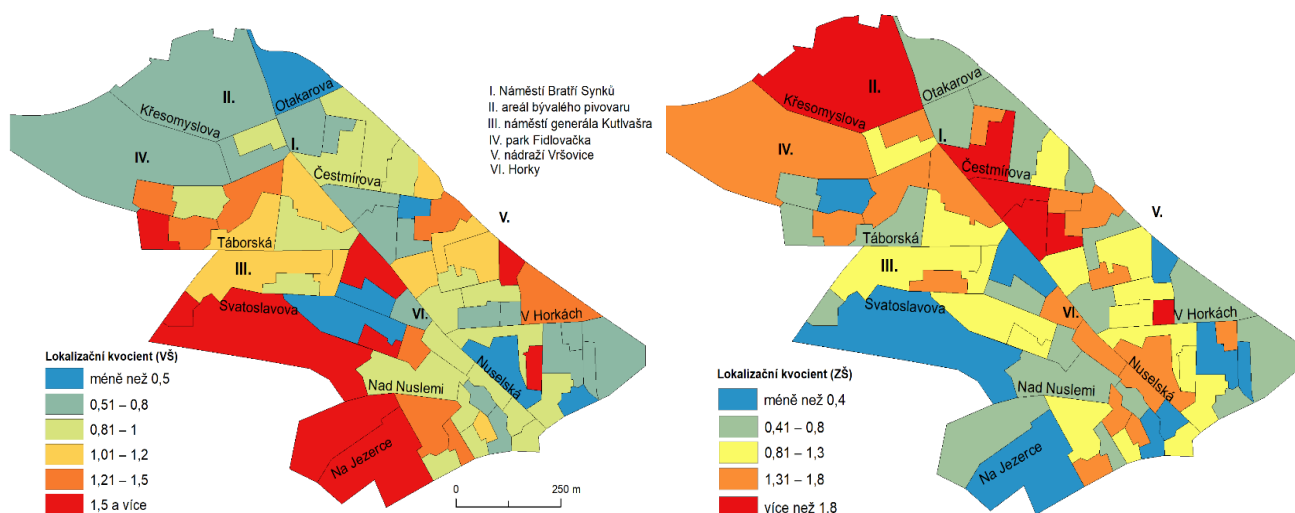 II.
Křesomyslova
Otakarova
I.
IV.
Čestmírova
V.
Táborská
III.
Svatoslavova
VI.
V Horkách
Nuselská
Nad Nuslemi
Na Jezerce
I. Náměstí Bratří Synků
II. areál bývalého pivovaru
III. náměstí generála Kutlvašra
IV. park Fidlovačka
V. nádraží Vršovice
VI. Horky
Lokalizační kvocient (VŠ)
méně než 0,5
0,51 – 0,8
0,81 – 1
1,01 – 1,2
1,21 – 1,5
1,5 a více
0 250 m
II.
Křesomyslova
Otakarova
I.
IV.
Čestmírova
V.
Táborská
III.
Svatoslavova
VI.
V Horkách
Nuselská
Nad Nuslemi
Na Jezerce
Lokalizační kvocient (ZŠ)
méně než 0,4
0,41 – 0,8
0,81 – 1,3
1,31 – 1,8
více než 1,8